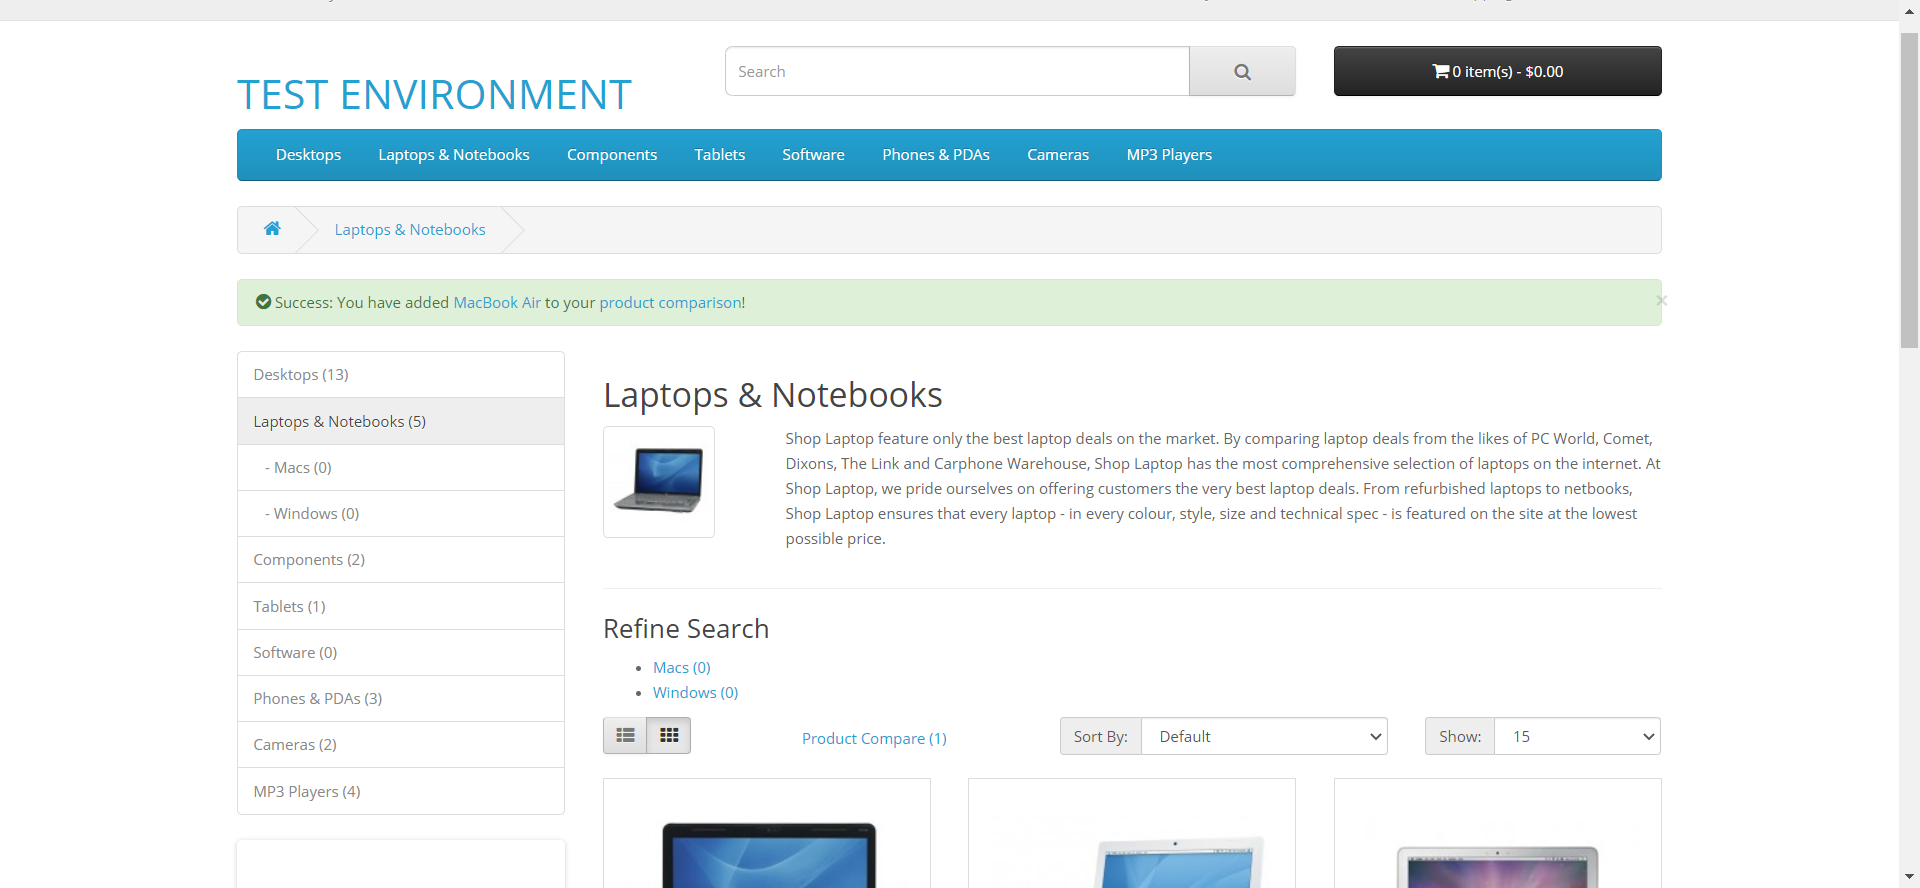 Search
0 item(s) - $0.00
TEST ENVIRONMENT
Desktops
Laptops & Notebooks
Components
Tablets
Software
Phones & PDAs
Cameras
MP3 Players
Laptops & Notebooks
Success: You have added MacBook Air to your product comparison!
×
Desktops (13)
Laptops & Notebooks (5)
- Macs (0)
- Windows (0)
Components (2)
Tablets (1)
Software (0)
Phones & PDAs (3)
Cameras (2)
MP3 Players (4)
Laptops & Notebooks
Shop Laptop feature only the best laptop deals on the market. By comparing laptop deals from the likes of PC World, Comet,
Dixons, The Link and Carphone Warehouse, Shop Laptop has the most comprehensive selection of laptops on the internet. At
Shop Laptop, we pride ourselves on offering customers the very best laptop deals. From refurbished laptops to netbooks,
Shop Laptop ensures that every laptop - in every colour, style, size and technical spec - is featured on the site at the lowest
possible price.
Refine Search
• Macs (0)
• Windows (0)
Product Compare (1)
Sort By:
Default
Show:
15